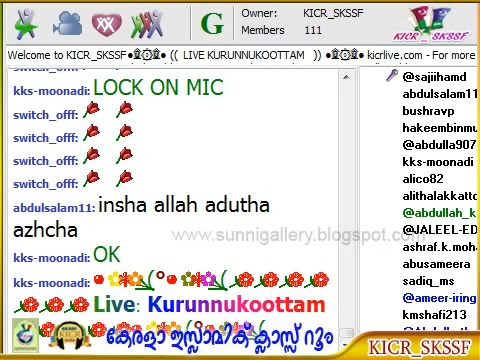 Owner: KICR_SKSSF
Members 111
G
KICR_SKSSF
Welcome to KICR_SKSSF●۩۞۩● (( LIVE KURUNNUKOOTTAM )) ●۩۞۩● kicrlive.com - For more
switch_offf:
kks-moonadi: LOCK ON MIC
switch_offf:
switch_offf:
switch_offf:
switch_offf:
abdulsalam11: insha allah adutha
azhcha
kks-moonadi: OK
kks-moonadi:
Live: Kurunnukoottam
@sajiihamd
abdulsalam11
bushravp
hakeembinmu
@abdulla907
kks-moonadi
alico82
alithalakkatto
@abdullah_k
@JALEEL-ED
ashraf.k.moha
abusameera
sadiq_ms
@ameer-iring
kmshafi213
www.sunnigallery.blogspot.com
കേരളാ ഇസ്ലാമിക് ക്ലാസ്സ് റൂം
KICR_SKSSF